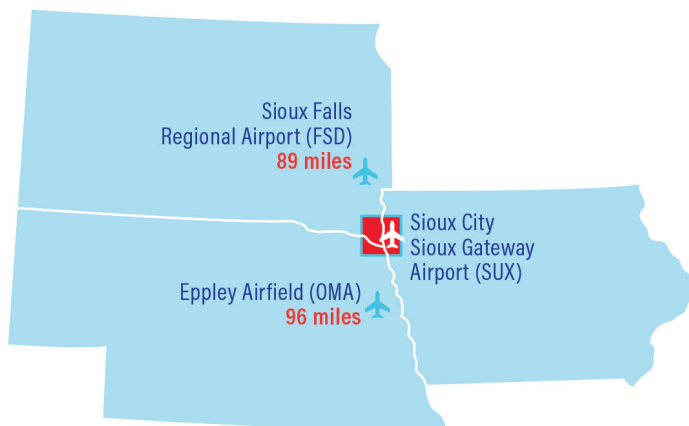 Sioux Falls
Regional Airport (FSD)
89 miles
Sioux City
Sioux Gateway
Airport (SUX)
Eppley Airfield (OMA)
96 miles